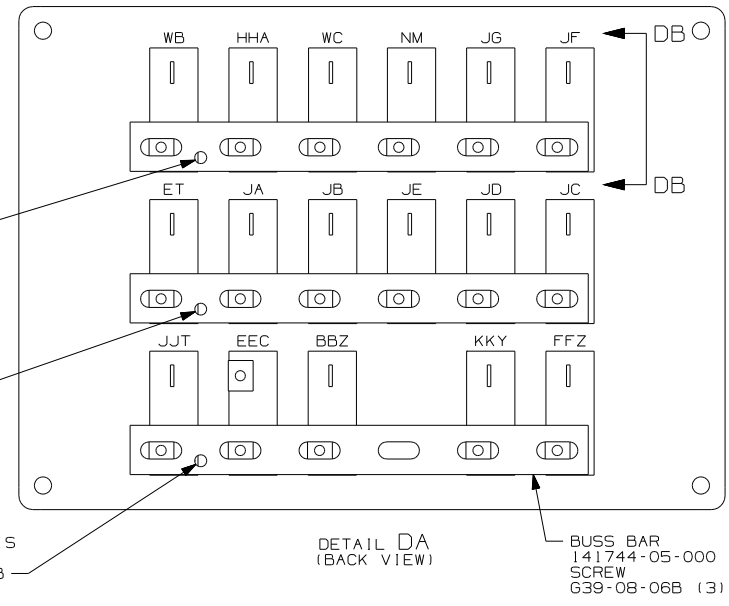 WB HHA WC NM JG JF DB
DB
ET JA JB JE JD JC
JJT EEC BBZ KKY FFZ
S
B
DETAIL DA
(BACK VIEW)
BUSS BAR
141744-05-000
SCREW
G39-08-06B (3)